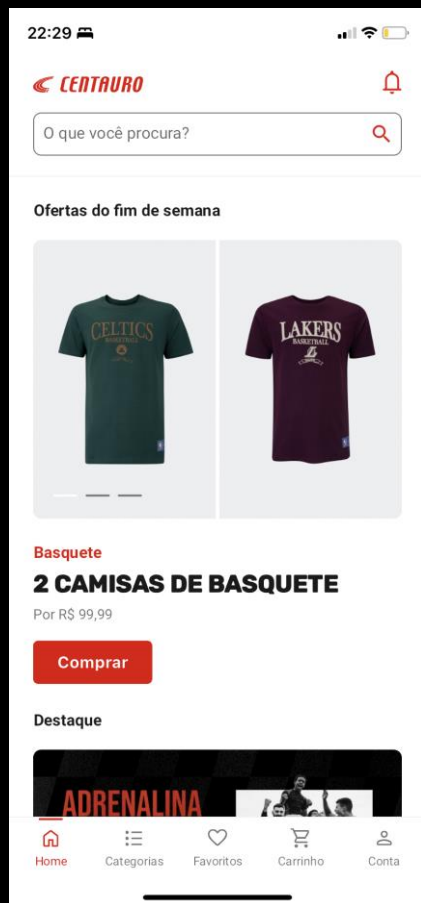 22:29
CENTAURO
O que você procura?
Ofertas do fim de semana
CELTICS
BASKETBALL
LAKERS
BASKETBALL
Basquete
2 CAMISAS DE BASQUETE
Por R$ 99,99
Comprar
Destaque
ADRENALINA
Home
Categorias
Favoritos
Carrinho
Conta